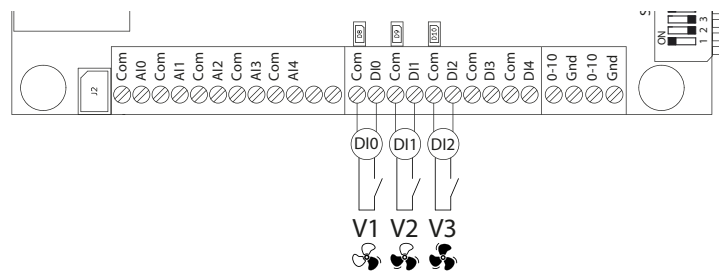 D8 D9 D10
ON
1 2 3
J2
Com AI0 Com AI1 Com AI2 Com AI3 Com AI4 Com DI0 Com DI1 Com DI2 Com DI3 Com DI4 0-10 Gnd 0-10 Gnd
DI0 DI1 DI2
V1 V2 V3